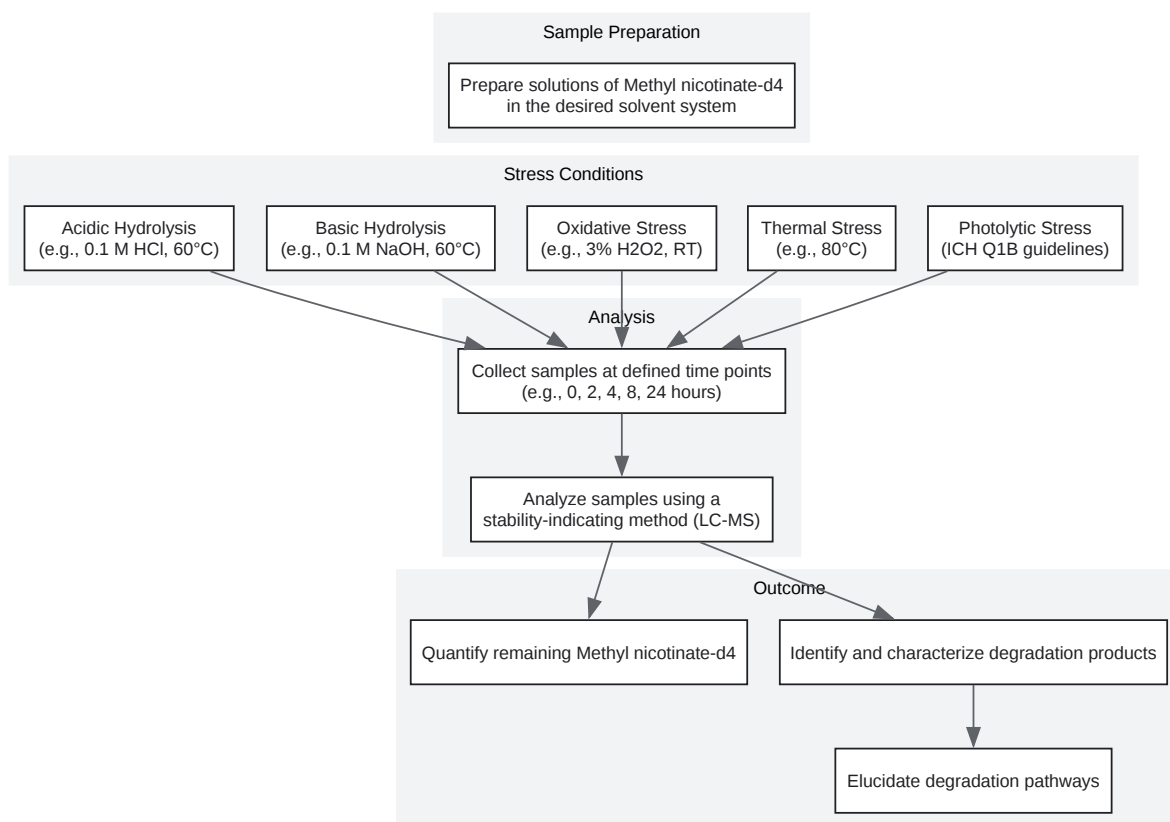 Sample Preparation
Prepare solutions of Methyl nicotinate-d4
in the desired solvent system
Stress Conditions
Acidic Hydrolysis
(e.g., 0.1 M HCl, 60°C)
Basic Hydrolysis
(e.g., 0.1 M NaOH, 60°C)
Oxidative Stress
(e.g., 3% H2O2, RT)
Thermal Stress
(e.g., 80°C)
Photolytic Stress
(ICH Q1B guidelines)
Analysis
Collect samples at defined time points
(e.g., 0, 2, 4, 8, 24 hours)
Analyze samples using a
stability-indicating method (LC-MS)
Outcome
Quantify remaining Methyl nicotinate-d4
Identify and characterize degradation products
Elucidate degradation pathways